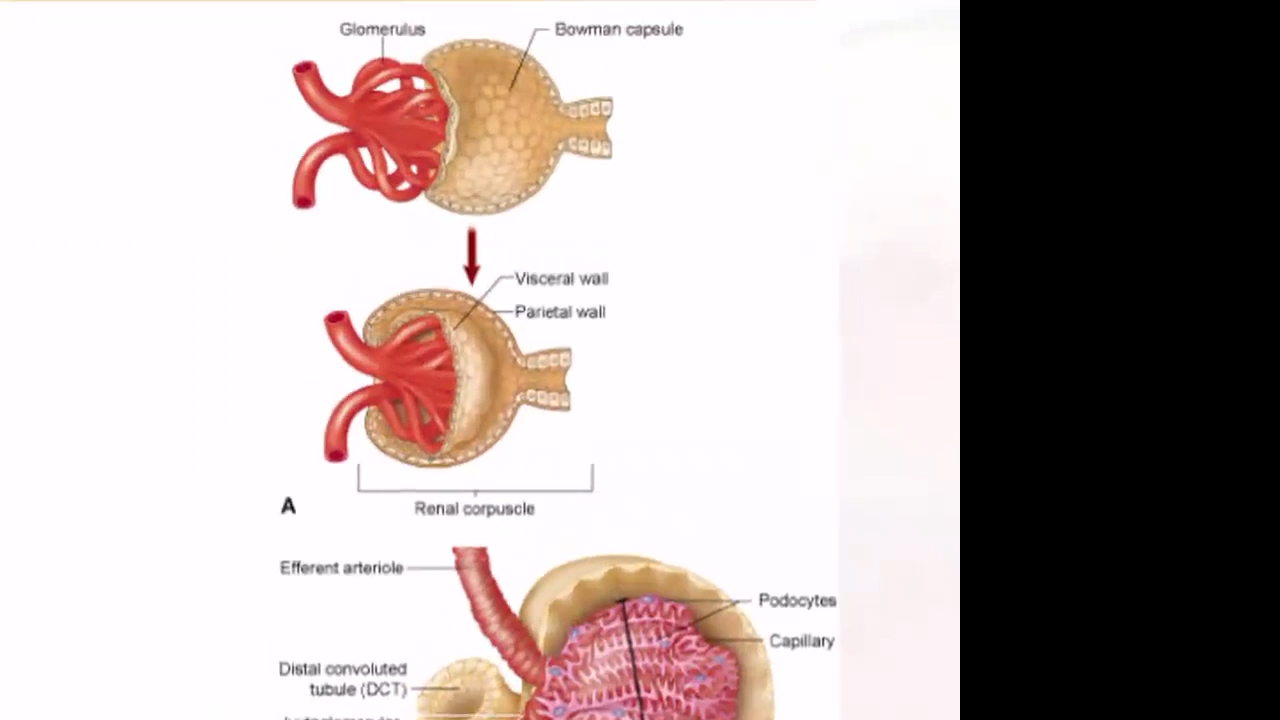 Glomerulus
Bowman capsule
Visceral wall
Parietal wall
A
Renal corpuscle
Efferent arteriole
Podocytes
Capillary
Distal convoluted
tubule (DCT)